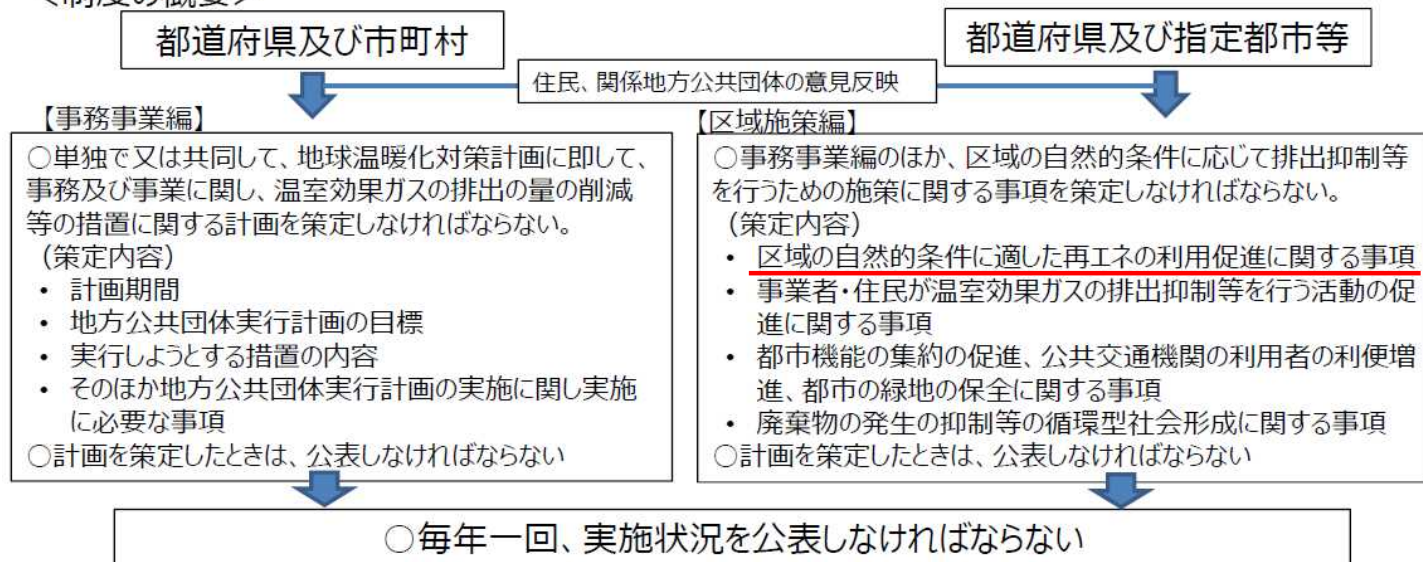 <制度の概要>
都道府県及び市町村
都道府県及び指定都市等
住民、関係地方公共団体の意見反映
【事務事業編】
○単独で又は共同して、地球温暖化対策計画に即して、
事務及び事業に関し、温室効果ガスの排出の量の削減
等の措置に関する計画を策定しなければならない。
（策定内容）
• 計画期間
• 地方公共団体実行計画の目標
• 実行しようとする措置の内容
• そのほか地方公共団体実行計画の実施に関し実施
に必要な事項
○計画を策定したときは、公表しなければならない
【区域施策編】
○事務事業編のほか、区域の自然的条件に応じて排出抑制等
を行うための施策に関する事項を策定しなければならない。
（策定内容）
• 区域の自然的条件に適した再エネの利用促進に関する事項
• 事業者・住民が温室効果ガスの排出抑制等を行う活動の促
進に関する事項
• 都市機能の集約の促進、公共交通機関の利用者の利便増
進、都市の緑地の保全に関する事項
• 廃棄物の発生の抑制等の循環型社会形成に関する事項
○計画を策定したときは、公表しなければならない
○毎年一回、実施状況を公表しなければならない